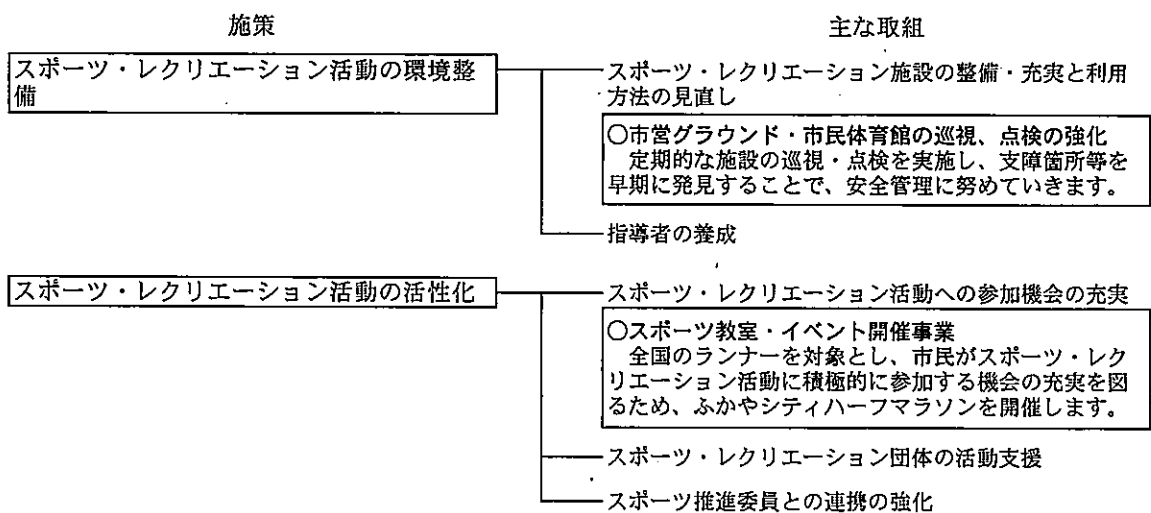 施策
主な取組
スポーツ・レクリエーション活動の環境整
備
スポーツ・レクリエーション施設の整備・充実と利用
方法の見直し
○市営グラウンド・市民体育館の巡視、点検の強化
定期的な施設の巡視・点検を実施し、支障箇所等を
早期に発見することで、安全管理に努めていきます。
指導者の養成
スポーツ・レクリエーション活動の活性化
スポーツ・レクリエーション活動への参加機会の充実
○スポーツ教室・イベント開催事業
全国のランナーを対象とし、市民がスポーツ・レク
リエーション活動に積極的に参加する機会の充実を図
るため、ふかやシティハーフマラソンを開催します。
スポーツ・レクリエーション団体の活動支援
スポーツ推進委員との連携の強化